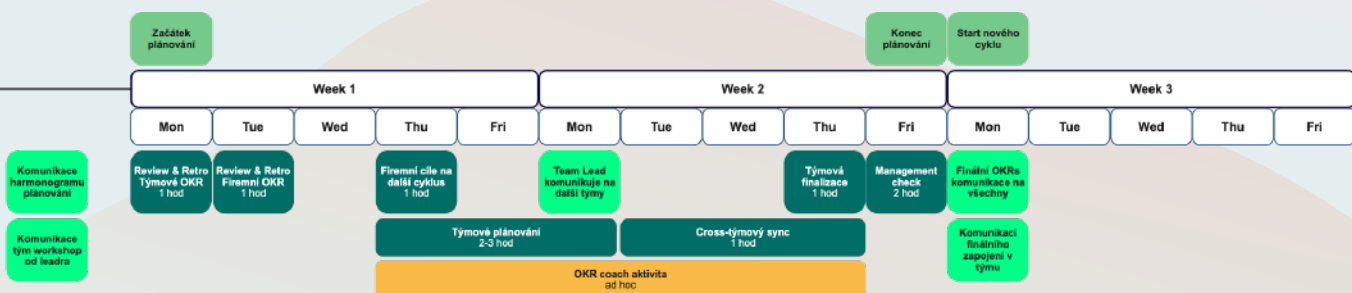 Začátek
plánování
Konec
plánování
Start nového
cyklu
Week 1
Week 2
Week 3
Mon
Tue
Wed
Thu
Fri
Mon
Tue
Wed
Thu
Fri
Mon
Tue
Wed
Thu
Fri
Komunikace
harmonogramu
plánování
Review & Retro
Týmové OKR
1 hod
Review & Retro
Firemní OKR
1 hod
Firemní cíle na
další cyklus
1 hod
Team Lead
komunikuje na
další týmy
Týmová
finalizace
1 hod
Management
check
2 hod
Finální OKRs
komunikace na
všechny
Komunikace
tým workshop
od leadra
Týmové plánování
2-3 hod
Cross-týmový sync
1 hod
Komunikaci
finálního
zapojení v
týmu
OKR coach aktivita
ad hoc